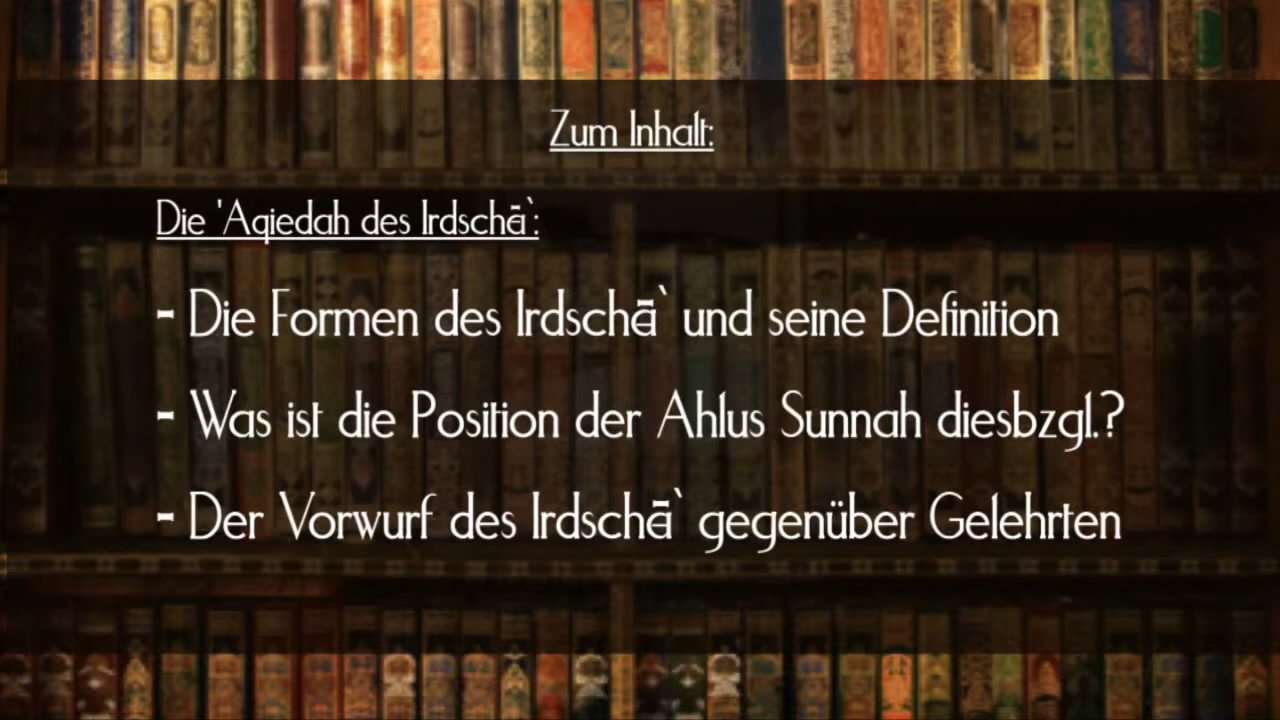 Zum Inhalt:
Die 'Aqiedah des Irdschā`:
- Die Formen des Irdschā` und seine Definition
- Was ist die Position der Ahlus Sunnah diesbzgl.?
- Der Vorwurf des Irdschā` gegenüber Gelehrten